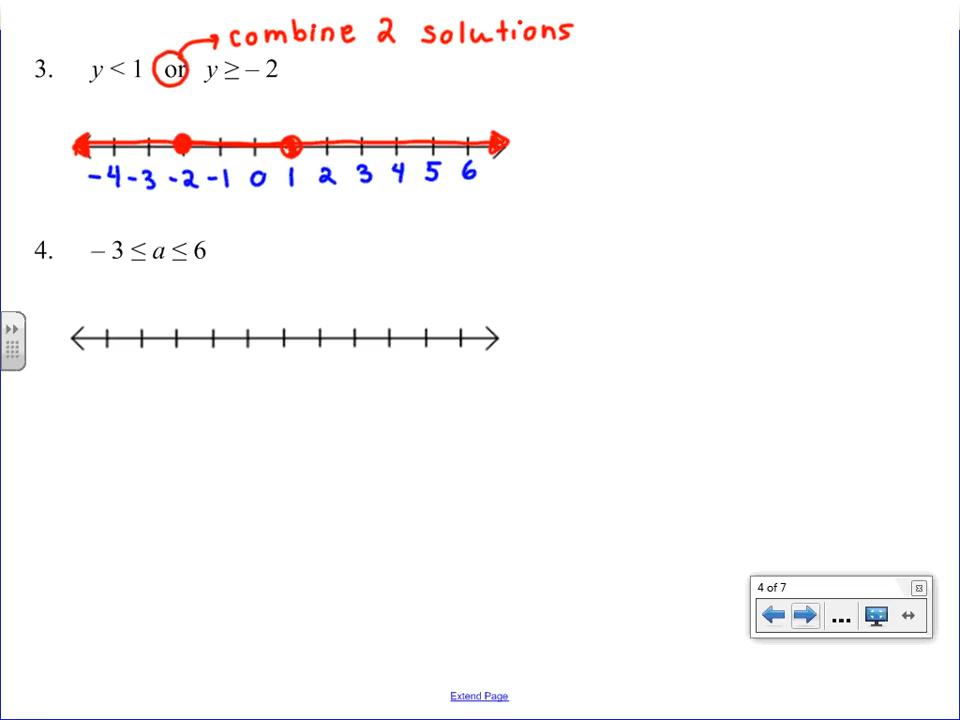 combine 2 solutions
3. y < 1 or y ≥ – 2
-4 -3 -2 -1 0 1 2 3 4 5 6
4. – 3 ≤ a ≤ 6
4 of 7
...
Extend Page